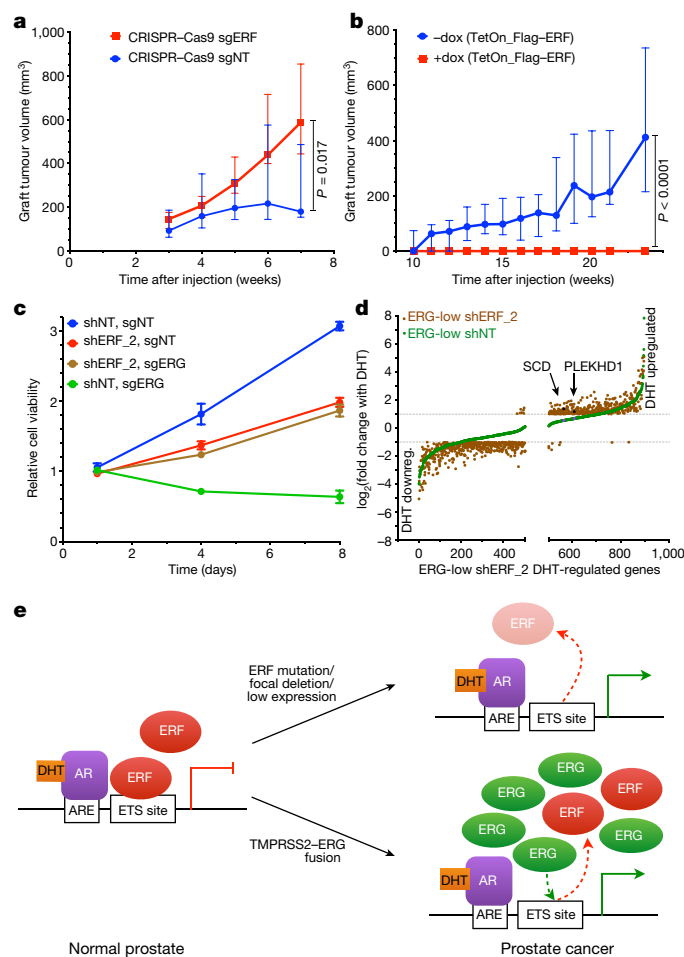 a
1,000
800
600
400
200
0
Graft tumour volume (mm³)
CRISPR–Cas9 sgERF
CRISPR–Cas9 sgNT
P = 0.017
0 2 4 6 8
Time after injection (weeks)
b
800
600
400
200
0
Graft tumour volume (mm³)
–dox (TetOn_Flag–ERF)
+dox (TetOn_Flag–ERF)
P < 0.0001
10 15 20
Time after injection (weeks)
c
3
2
1
0
Relative cell viability
shNT, sgNT
shERF_2, sgNT
shERF_2, sgERG
shNT, sgERG
0 2 4 6 8
Time (days)
d
8
6
4
2
0
−2
−4
−6
−8
log₂(fold change with DHT)
ERG-low shERF_2
ERG-low shNT
SCD PLEKHD1
DHT downreg.
DHT upregulated
0 200 400 600 800 1,000
ERG-low shERF_2 DHT-regulated genes
e
DHT
AR
ERF
ERF
ARE
ETS site
Normal prostate
ERF mutation/
focal deletion/
low expression
TMPRSS2–ERG
fusion
ERF
DHT
AR
ARE
ETS site
ERG
ERG
ERF
ERG
ERF
ERG
ERG
ERG
DHT
AR
ARE
ETS site
Prostate cancer